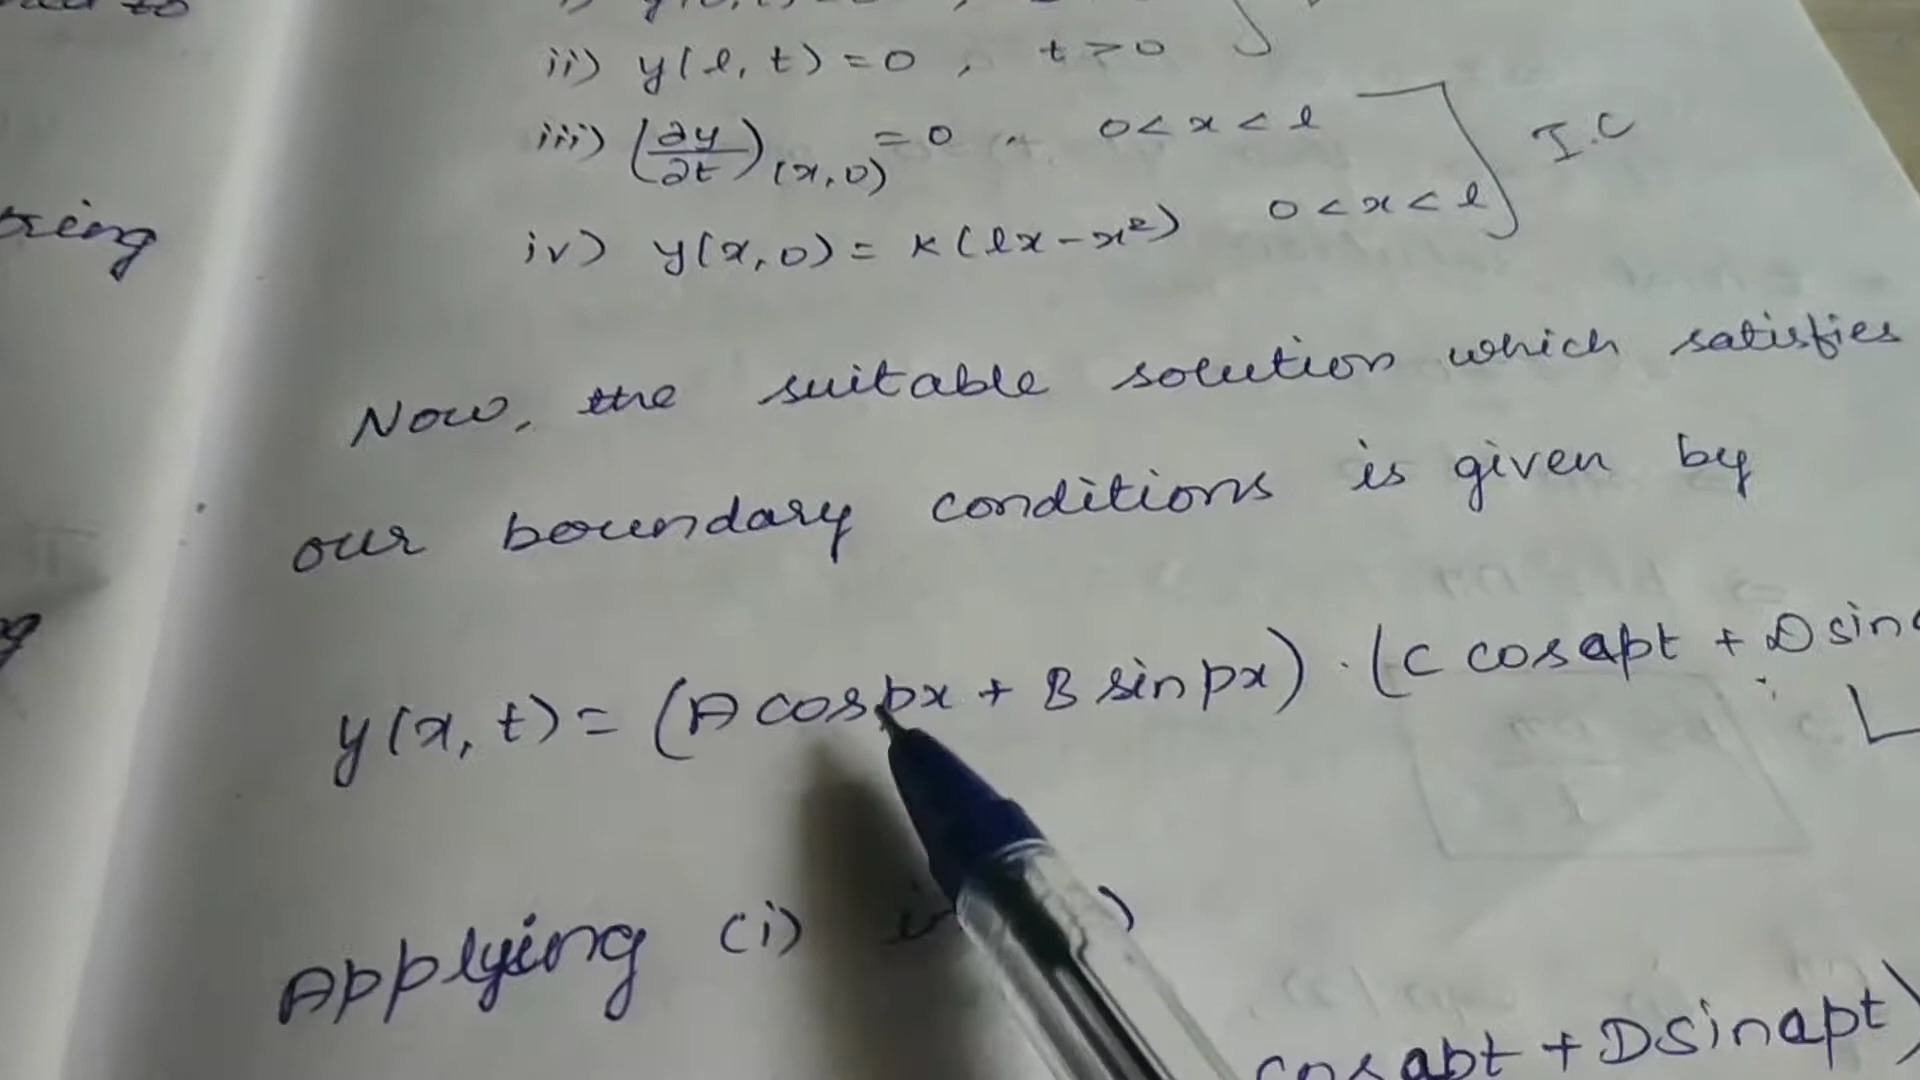 to
ii) y(l, t) = 0 , t > 0
iii) (∂y/∂t)(x,0) = 0 , 0 < x < l
I.C
iv) y(x,0) = k(lx - x²) 0 < x < l
Now, the suitable solution which satisfies
our boundary conditions is given by
y(x, t) = (A cos px + B sin px) . (C cos apt + D sin
Applying (i) )
cos apt + D sin apt)